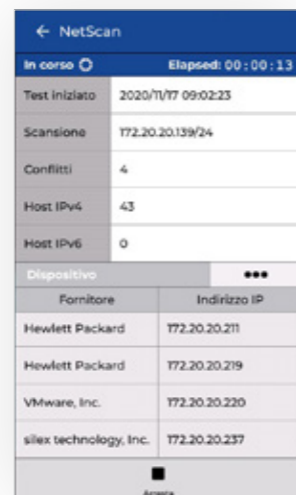 ← NetScan
In corso Elapsed: 00:00:13
Test iniziato 2020/11/17 09:02:23
Scansione 172.20.20.139/24
Conflitti 4
Host IPv4 43
Host IPv6 0
Dispositivo •••
Fornitore Indirizzo IP
Hewlett Packard 172.20.20.211
Hewlett Packard 172.20.20.219
VMware, Inc. 172.20.20.220
silex technology, Inc. 172.20.20.237
Arresta